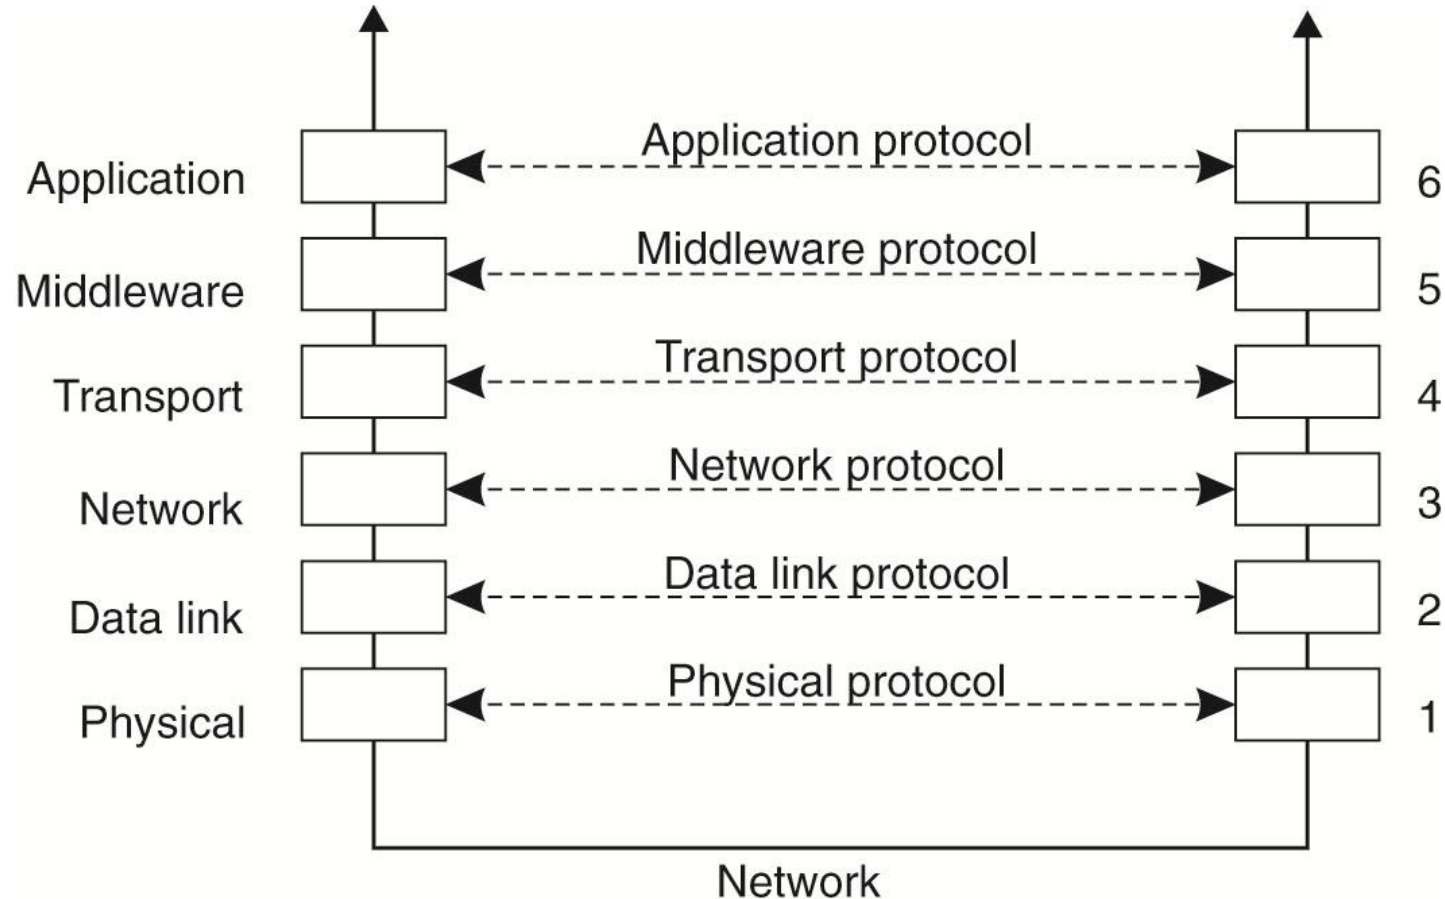 Application protocol
Application 6
Middleware protocol
Middleware 5
Transport protocol
Transport 4
Network protocol
Network 3
Data link protocol
Data link 2
Physical protocol
Physical 1
Network